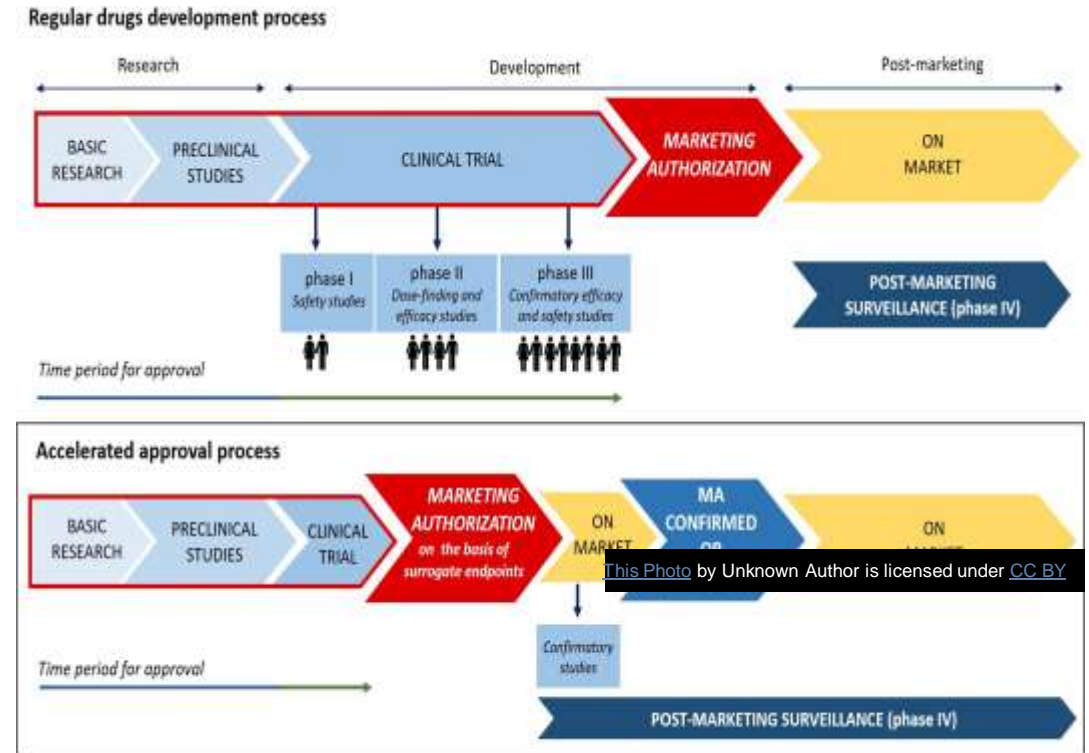 Regular drugs development process
Research
Development
Post-marketing
BASIC
RESEARCH
PRECLINICAL
STUDIES
CLINICAL TRIAL
MARKETING
AUTHORIZATION
ON
MARKET
phase I
Safety studies
phase II
Dose-finding and
efficacy studies
phase III
Confirmatory efficacy
and safety studies
POST-MARKETING
SURVEILLANCE (phase IV)
Time period for approval
Accelerated approval process
BASIC
RESEARCH
PRECLINICAL
STUDIES
CLINICAL
TRIAL
MARKETING
AUTHORIZATION
on the basis of
surrogate endpoints
ON
MARKET
MA
CONFIRMED
ON
This Photo by Unknown Author is licensed under CC BY
Confirmatory
studies
Time period for approval
POST-MARKETING SURVEILLANCE (phase IV)